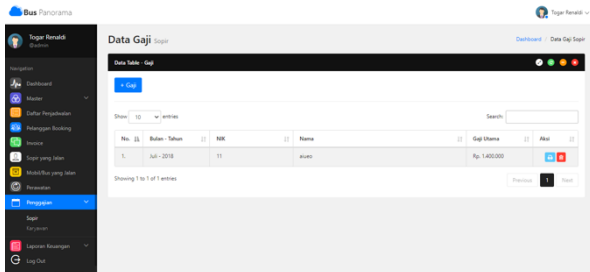 Bus Panorama
Togar Renaldi
Togar Renaldi
@admin
Data Gaji Sopir
Dashboard Data Gaji Sopir
Navigation
Dashboard
Master
Daftar Penjadwalan
Pelanggan Booking
Invoice
Sopir yang Jalan
Mobil/Bus yang Jalan
Perawatan
Penggajian
Sopir
Karyawan
Laporan Keuangan
Log Out
Data Table - Gaji
+ Gaji
Show 10 entries
Search:
No. Bulan - Tahun NIK Nama Gaji Utama Aksi
1. Juli - 2018 11 aiueo Rp. 1.400.000
Showing 1 to 1 of 1 entries
Previous 1 Next